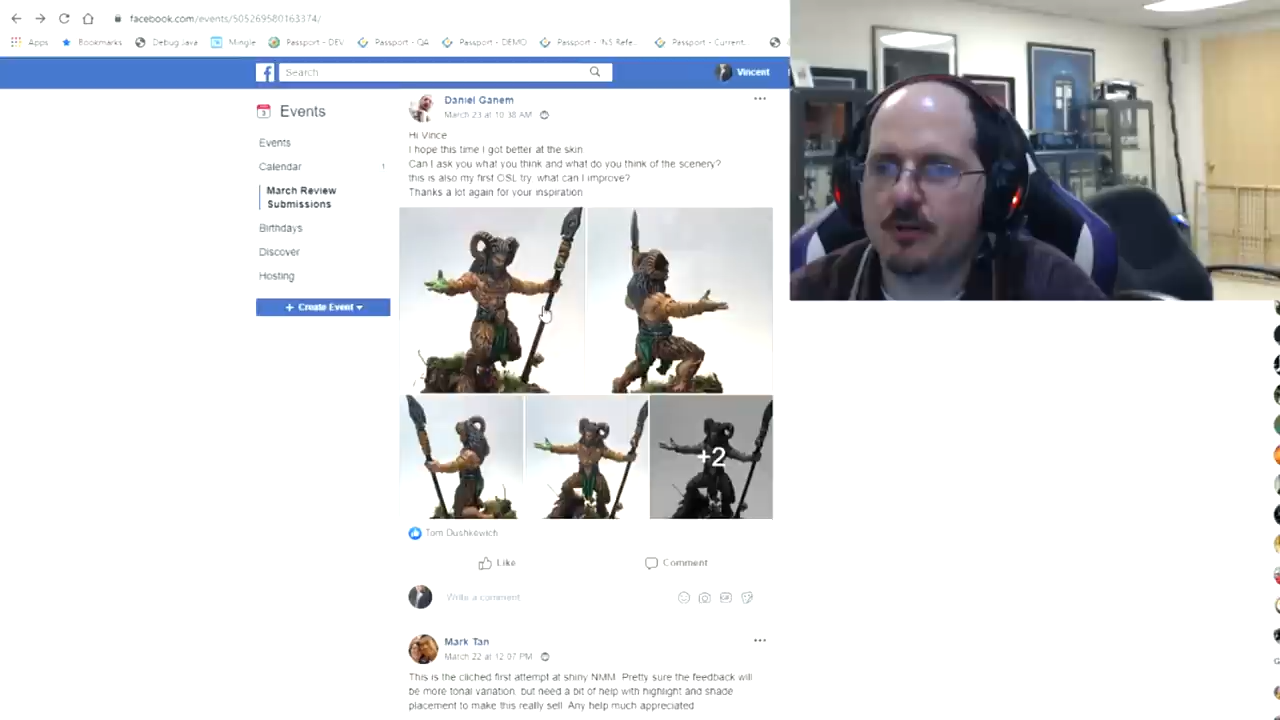 facebook.com/events/505269580163374/
Apps Bookmarks Debug Java Mingle Passport - DEV Passport - QA Passport - DEMO Passport - INS Refe... Passport - Current...
Search
Vincent
Events
Events
Calendar 1
March Review
Submissions
Birthdays
Discover
Hosting
+ Create Event
Daniel Ganem
March 23 at 10:38 AM
Hi Vince
I hope this time I got better at the skin
Can I ask you what you think and what do you think of the scenery?
this is also my first OSL try, what can I improve?
Thanks a lot again for your inspiration
+2
Tom Dushkewich
Like Comment
Write a comment
Mark Tan
March 22 at 12:07 PM
This is the cliched first attempt at shiny NMM. Pretty sure the feedback will
be more tonal variation, but need a bit of help with highlight and shade
placement to make this really sell. Any help much appreciated